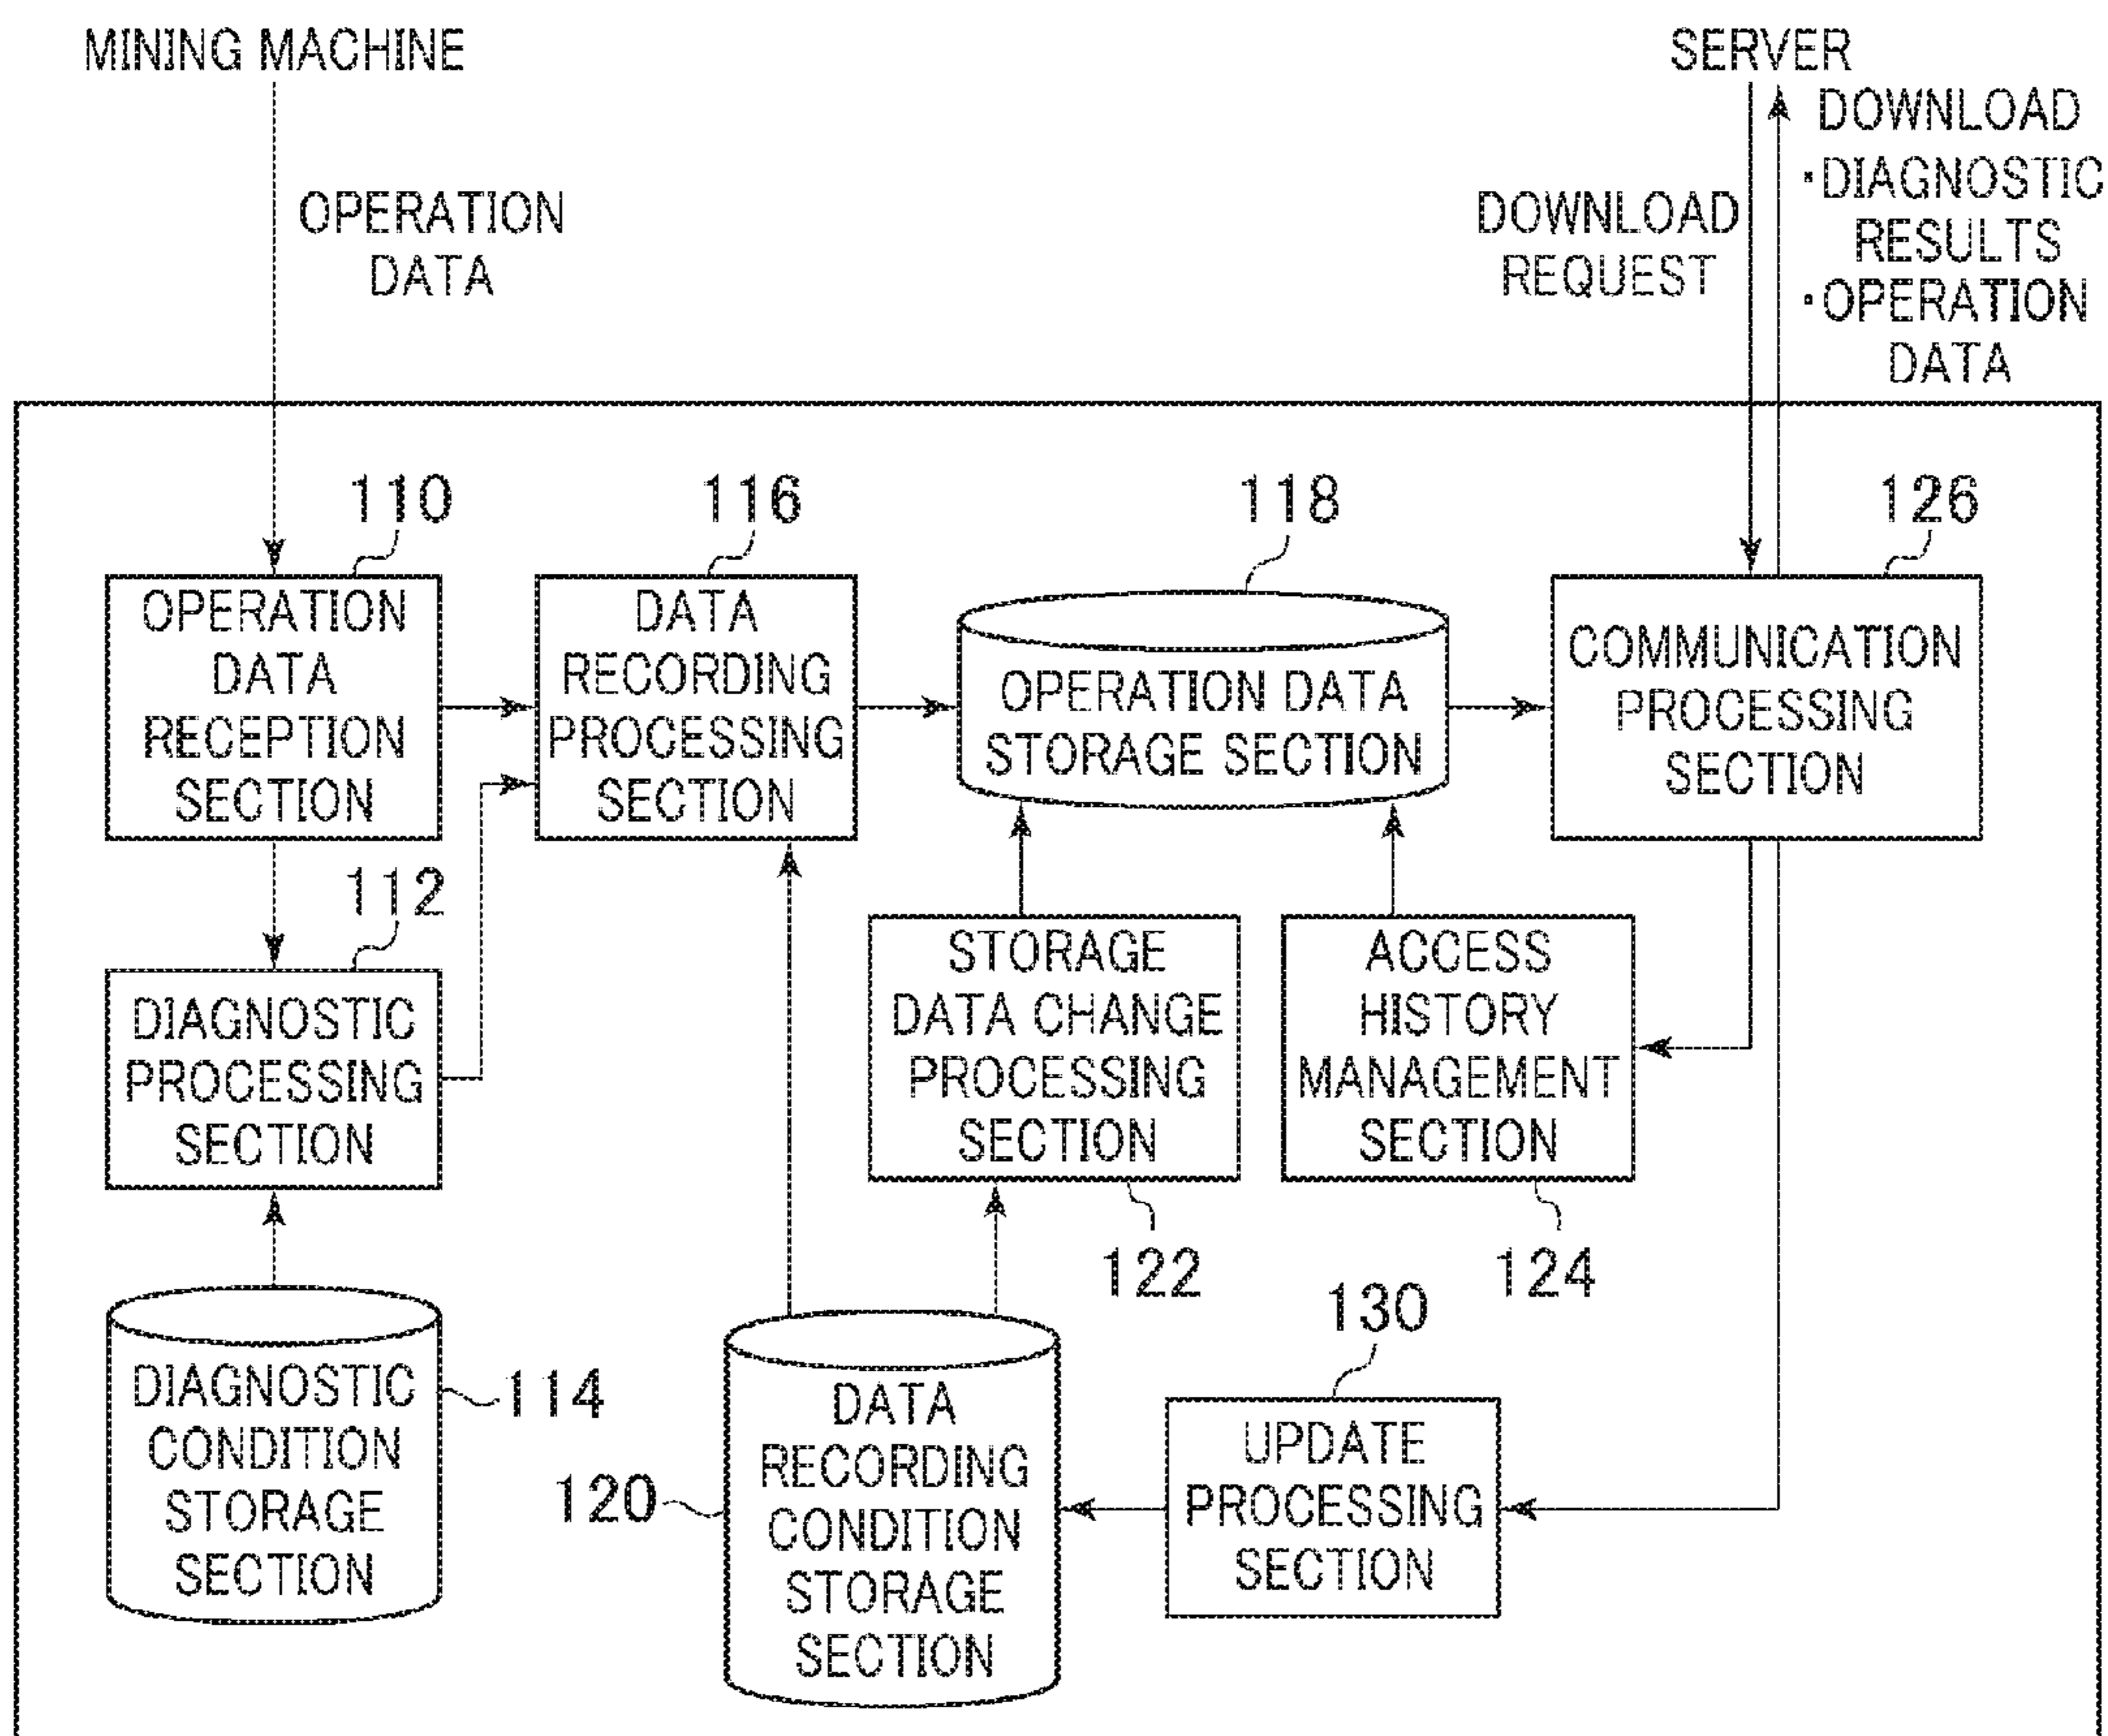 MINING MACHINE
SERVER
OPERATION
DATA
DOWNLOAD
REQUEST
DOWNLOAD
・DIAGNOSTIC
RESULTS
・OPERATION
DATA
110
116
118
126
OPERATION
DATA
RECEPTION
SECTION
DATA
RECORDING
PROCESSING
SECTION
OPERATION DATA
STORAGE SECTION
COMMUNICATION
PROCESSING
SECTION
112
DIAGNOSTIC
PROCESSING
SECTION
STORAGE
DATA CHANGE
PROCESSING
SECTION
ACCESS
HISTORY
MANAGEMENT
SECTION
122
124
130
DIAGNOSTIC
CONDITION
STORAGE
SECTION
114
120
DATA
RECORDING
CONDITION
STORAGE
SECTION
UPDATE
PROCESSING
SECTION